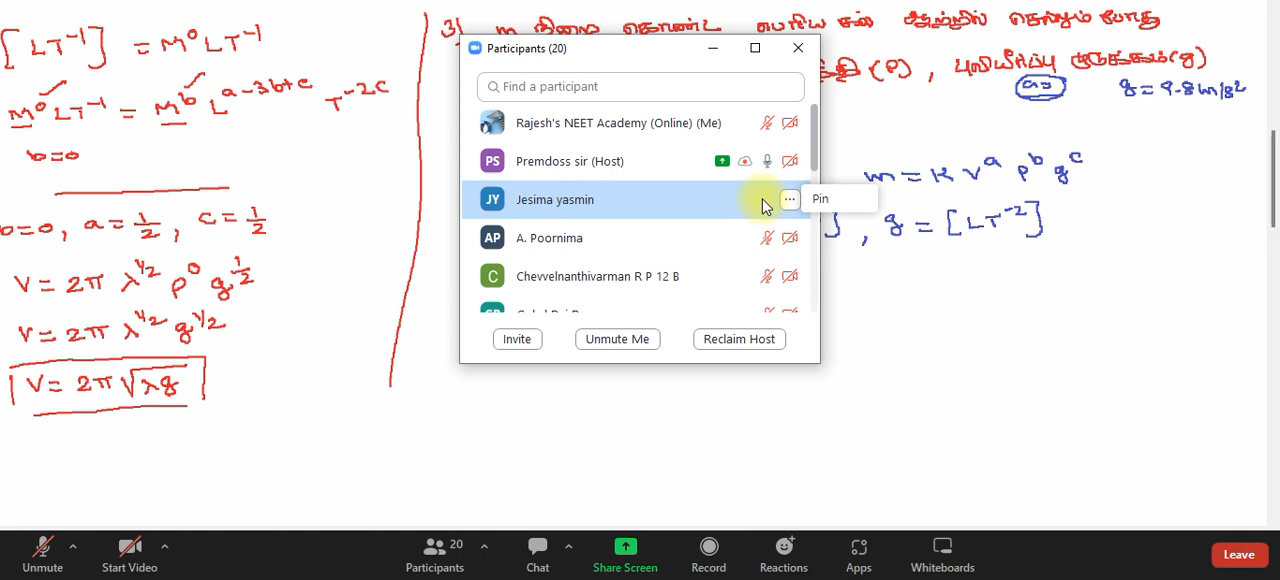 [LT⁻¹] = M⁰LT⁻¹
M⁰LT⁻¹ = Mᵇ Lᵃ⁻³ᵇ⁺ᶜ T⁻²ᶜ
b=0
b=0, a=1/2, c=1/2
V = 2π λ^1/2 ρ⁰ g^1/2
V = 2π λ^1/2 g^1/2
V = 2π √λg
3) m நிறை கொண்ட பெரிய கல் ஆற்றில் செல்லும் போது
(ρ), புவியீர்ப்பு முடுக்கம் (g)
a= g = 9.8 m/s²
m = K Vᵃ ρᵇ gᶜ
], g = [LT⁻²]
Participants (20)
Find a participant
Rajesh's NEET Academy (Online) (Me)
PS Premdoss sir (Host)
JY Jesima yasmin
Pin
AP A. Poornima
C Chevvelnanthivarman R P 12 B
Invite Unmute Me Reclaim Host
Unmute Start Video Participants 20 Chat Share Screen Record Reactions Apps Whiteboards Leave